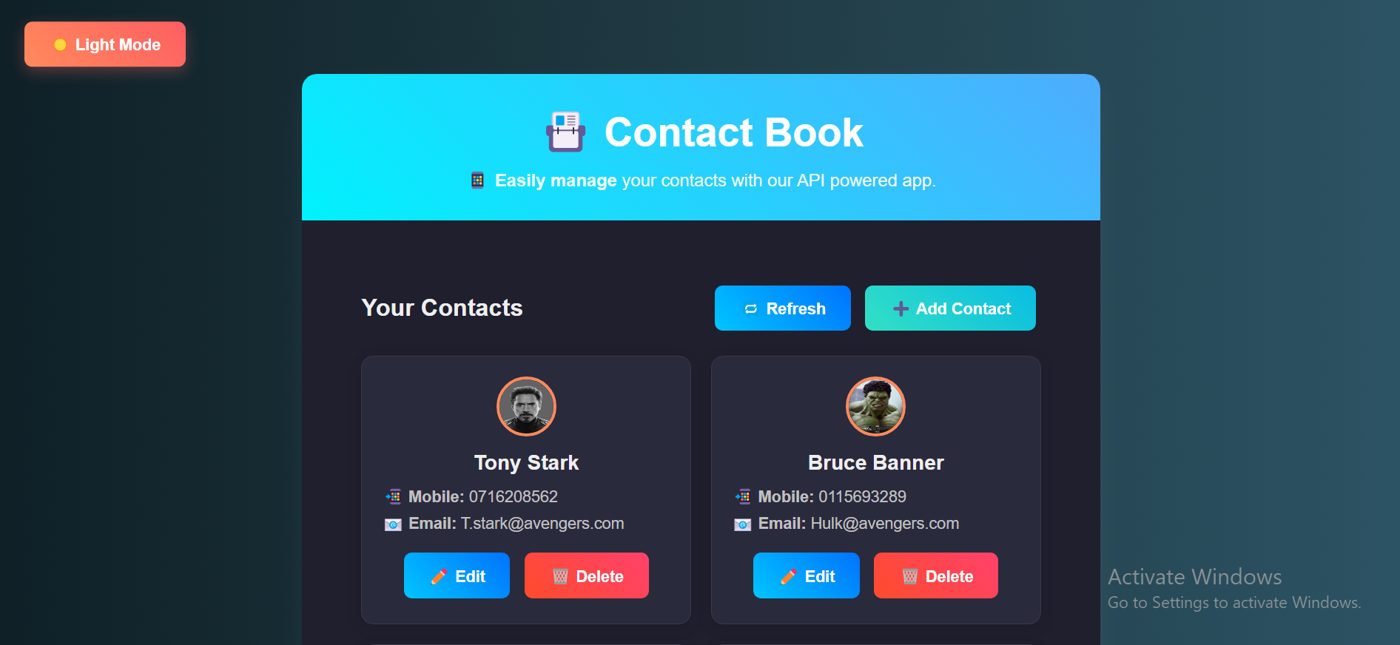 Light Mode
Contact Book
Easily manage your contacts with our API powered app.
Your Contacts
Refresh
Add Contact
Tony Stark
Mobile: 0716208562
Email: T.stark@avengers.com
Edit
Delete
Bruce Banner
Mobile: 0115693289
Email: Hulk@avengers.com
Edit
Delete
Activate Windows
Go to Settings to activate Windows.